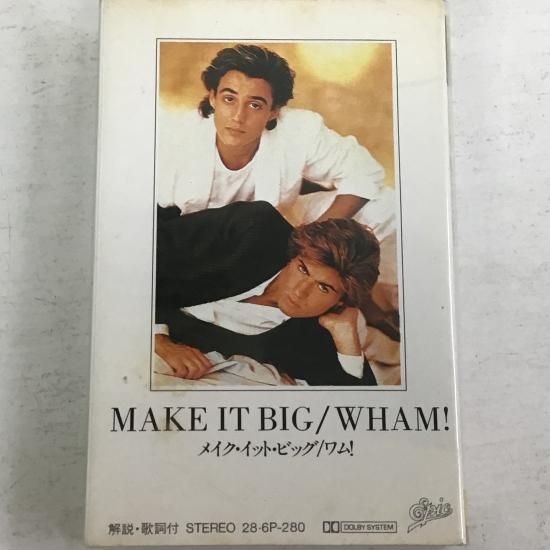 MAKE IT BIG/WHAM!
メイク・イット・ビッグ/ワム!
解説・歌詞付 STEREO 28・6P-280 DOLBY SYSTEM Epic